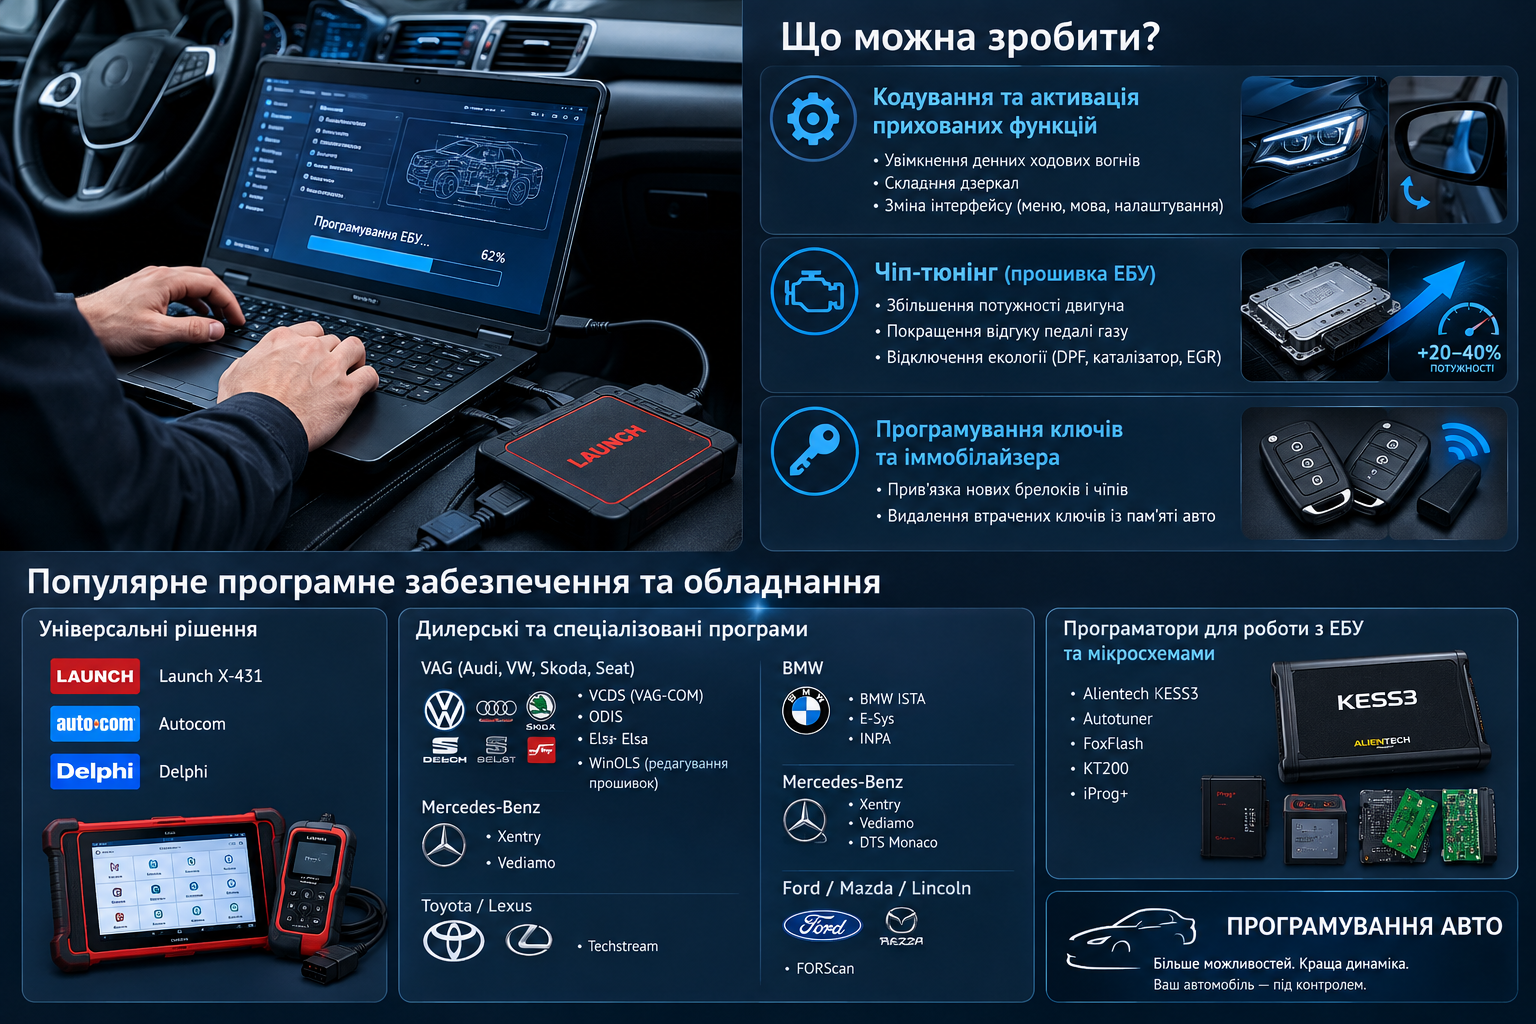 Програмування ЕБУ...
62%
LAUNCH
Що можна зробити?
Кодування та активація
прихованих функцій
• Увімкнення денних ходових вогнів
• Складння дзеркал
• Зміна інтерфейсу (меню, мова, налаштування)
Чіп-тюнінг (прошивка ЕБУ)
• Збільшення потужності двигуна
• Покращення відгуку педалі газу
• Відключення екології (DPF, каталізатор, EGR)
+20–40%
ПОТУЖНОСТІ
Програмування ключів
та іммобілайзера
• Прив'язка нових брелоків і чіпів
• Видалення втрачених ключів із пам'яті авто
Популярне програмне забезпечення та обладнання
Універсальні рішення
LAUNCH Launch X-431
auto·com Autocom
Delphi Delphi
Дилерські та спеціалізовані програми
VAG (Audi, VW, Skoda, Seat)
• VCDS (VAG-COM)
• ODIS
• Elsa
• WinOLS (редагування
прошивок)
Mercedes-Benz
• Xentry
• Vediamo
Toyota / Lexus
• Techstream
BMW
BMW
• BMW ISTA
• E-Sys
• INPA
Mercedes-Benz
• Xentry
• Vediamo
• DTS Monaco
Ford / Mazda / Lincoln
Ford
• FORScan
Програматори для роботи з ЕБУ
та мікросхемами
• Alientech KESS3
• Autotuner
• FoxFlash
• KT200
• iProg+
KESS3
ALIENTECH
ПРОГРАМУВАННЯ АВТО
Більше можливостей. Краща динаміка.
Ваш автомобіль — під контролем.